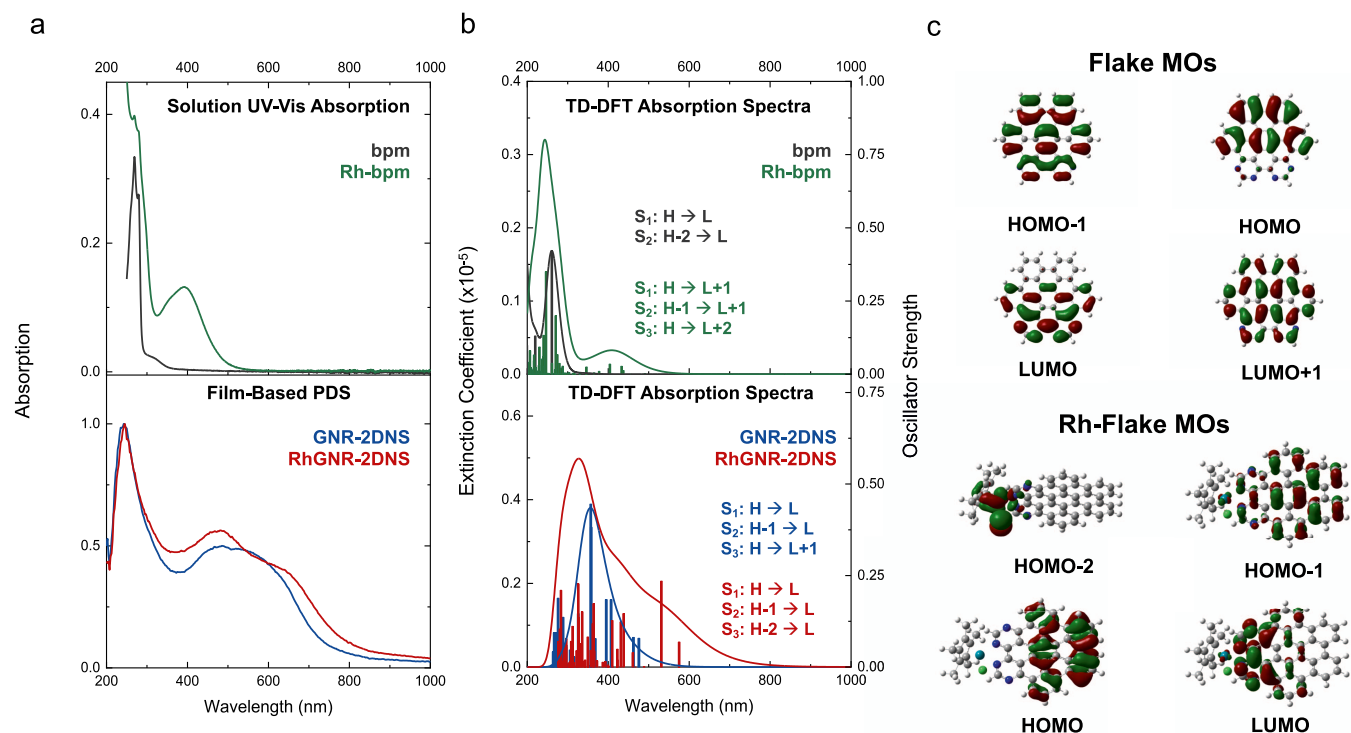 a
200 400 600 800 1000
Solution UV-Vis Absorption
bpm
Rh-bpm
0.4
0.2
0.0
Film-Based PDS
GNR-2DNS
RhGNR-2DNS
1.0
0.5
0.0
200 400 600 800 1000
Absorption
Wavelength (nm)
b
200 400 600 800 1000
TD-DFT Absorption Spectra
bpm
Rh-bpm
S₁: H → L
S₂: H-2 → L
S₁: H → L+1
S₂: H-1 → L+1
S₃: H → L+2
0.4
0.3
0.2
0.1
0.0
1.00
0.75
0.50
0.25
0.00
TD-DFT Absorption Spectra
GNR-2DNS
RhGNR-2DNS
S₁: H → L
S₂: H-1 → L
S₃: H → L+1
S₁: H → L
S₂: H-1 → L
S₃: H-2 → L
0.6
0.4
0.2
0.0
0.75
0.50
0.25
0.00
200 400 600 800 1000
Extinction Coefficient (x10⁻⁵)
Oscillator Strength
Wavelength (nm)
c
Flake MOs
HOMO-1 HOMO
LUMO LUMO+1
Rh-Flake MOs
HOMO-2 HOMO-1
HOMO LUMO